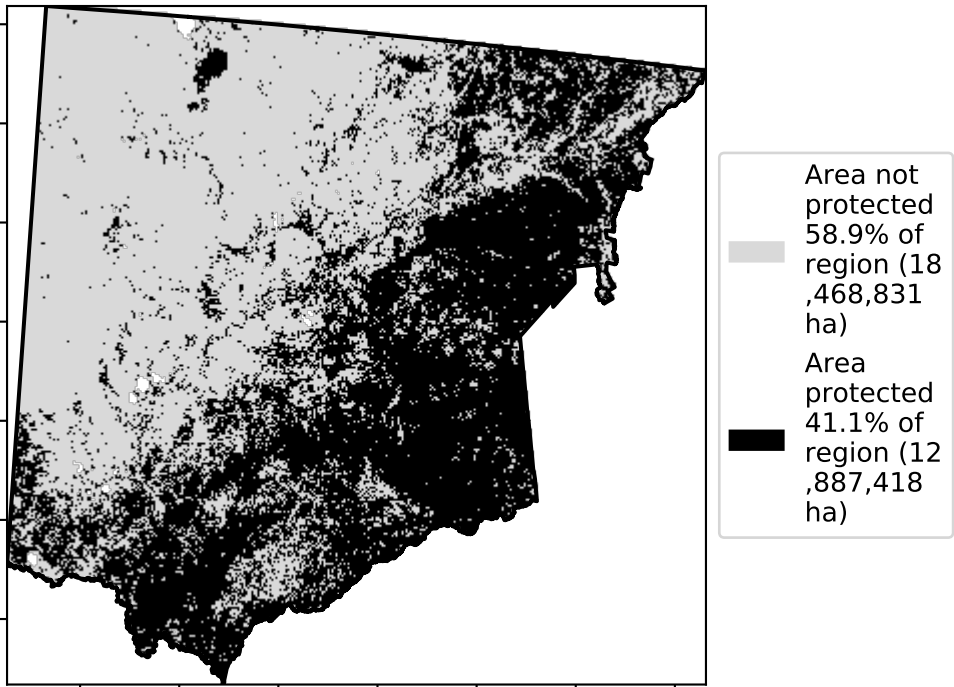 Area not
protected
58.9% of
region (18
,468,831
ha)
Area
protected
41.1% of
region (12
,887,418
ha)